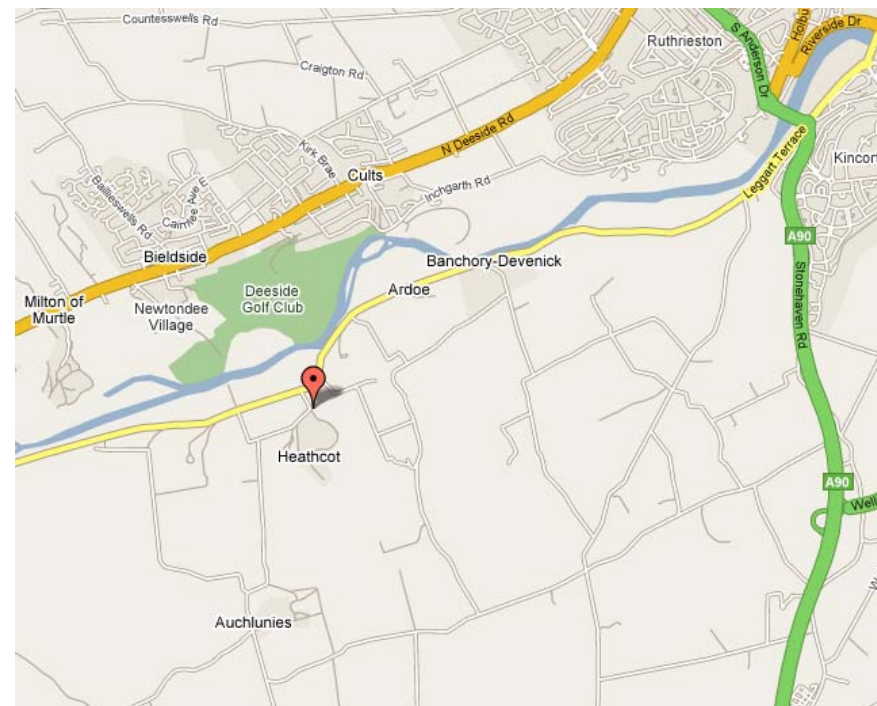 Countesswells Rd
Craigton Rd
Ruthrieston
S Anderson Dr
Holbu
Riverside Dr
N Deeside Rd
Kirk Brae
Cults
Inchgarth Rd
Leggart Terrace
Kincort
Baillieswells Rd
Cairnlee Ave E
Bieldside
A90
Banchory-Devenick
Stonehaven Rd
Milton of
Murtle
Newtondee
Village
Deeside
Golf Club
Ardoe
Heathcot
A90
Well
Auchlunies
W